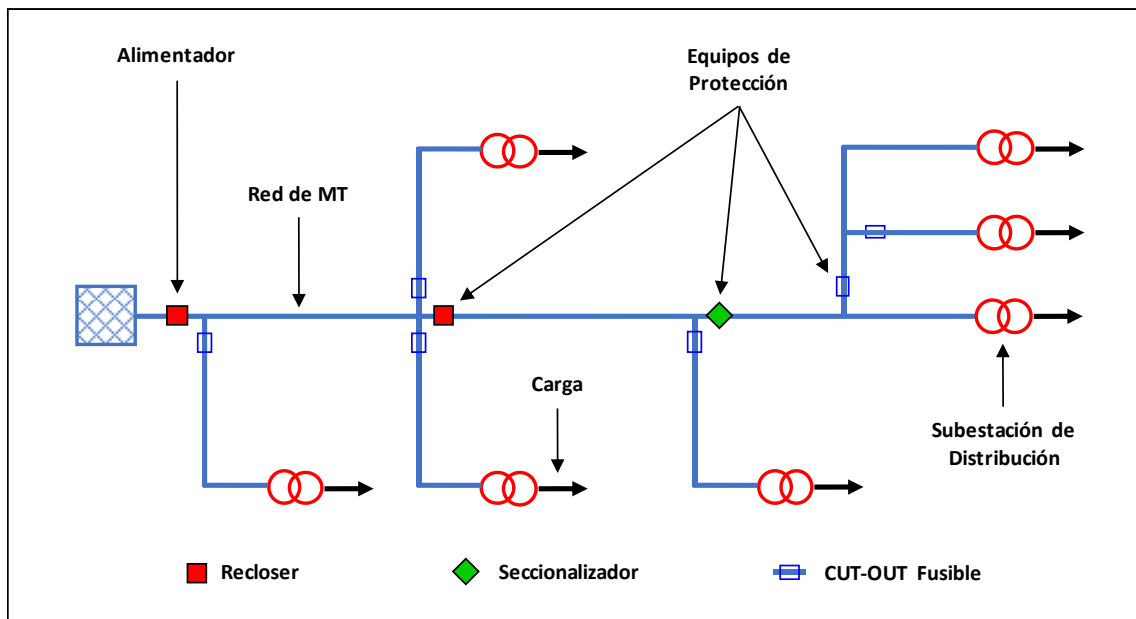 Alimentador
Equipos de
Protección
Red de MT
Carga
Subestación de
Distribución
Recloser
Seccionalizador
CUT-OUT Fusible